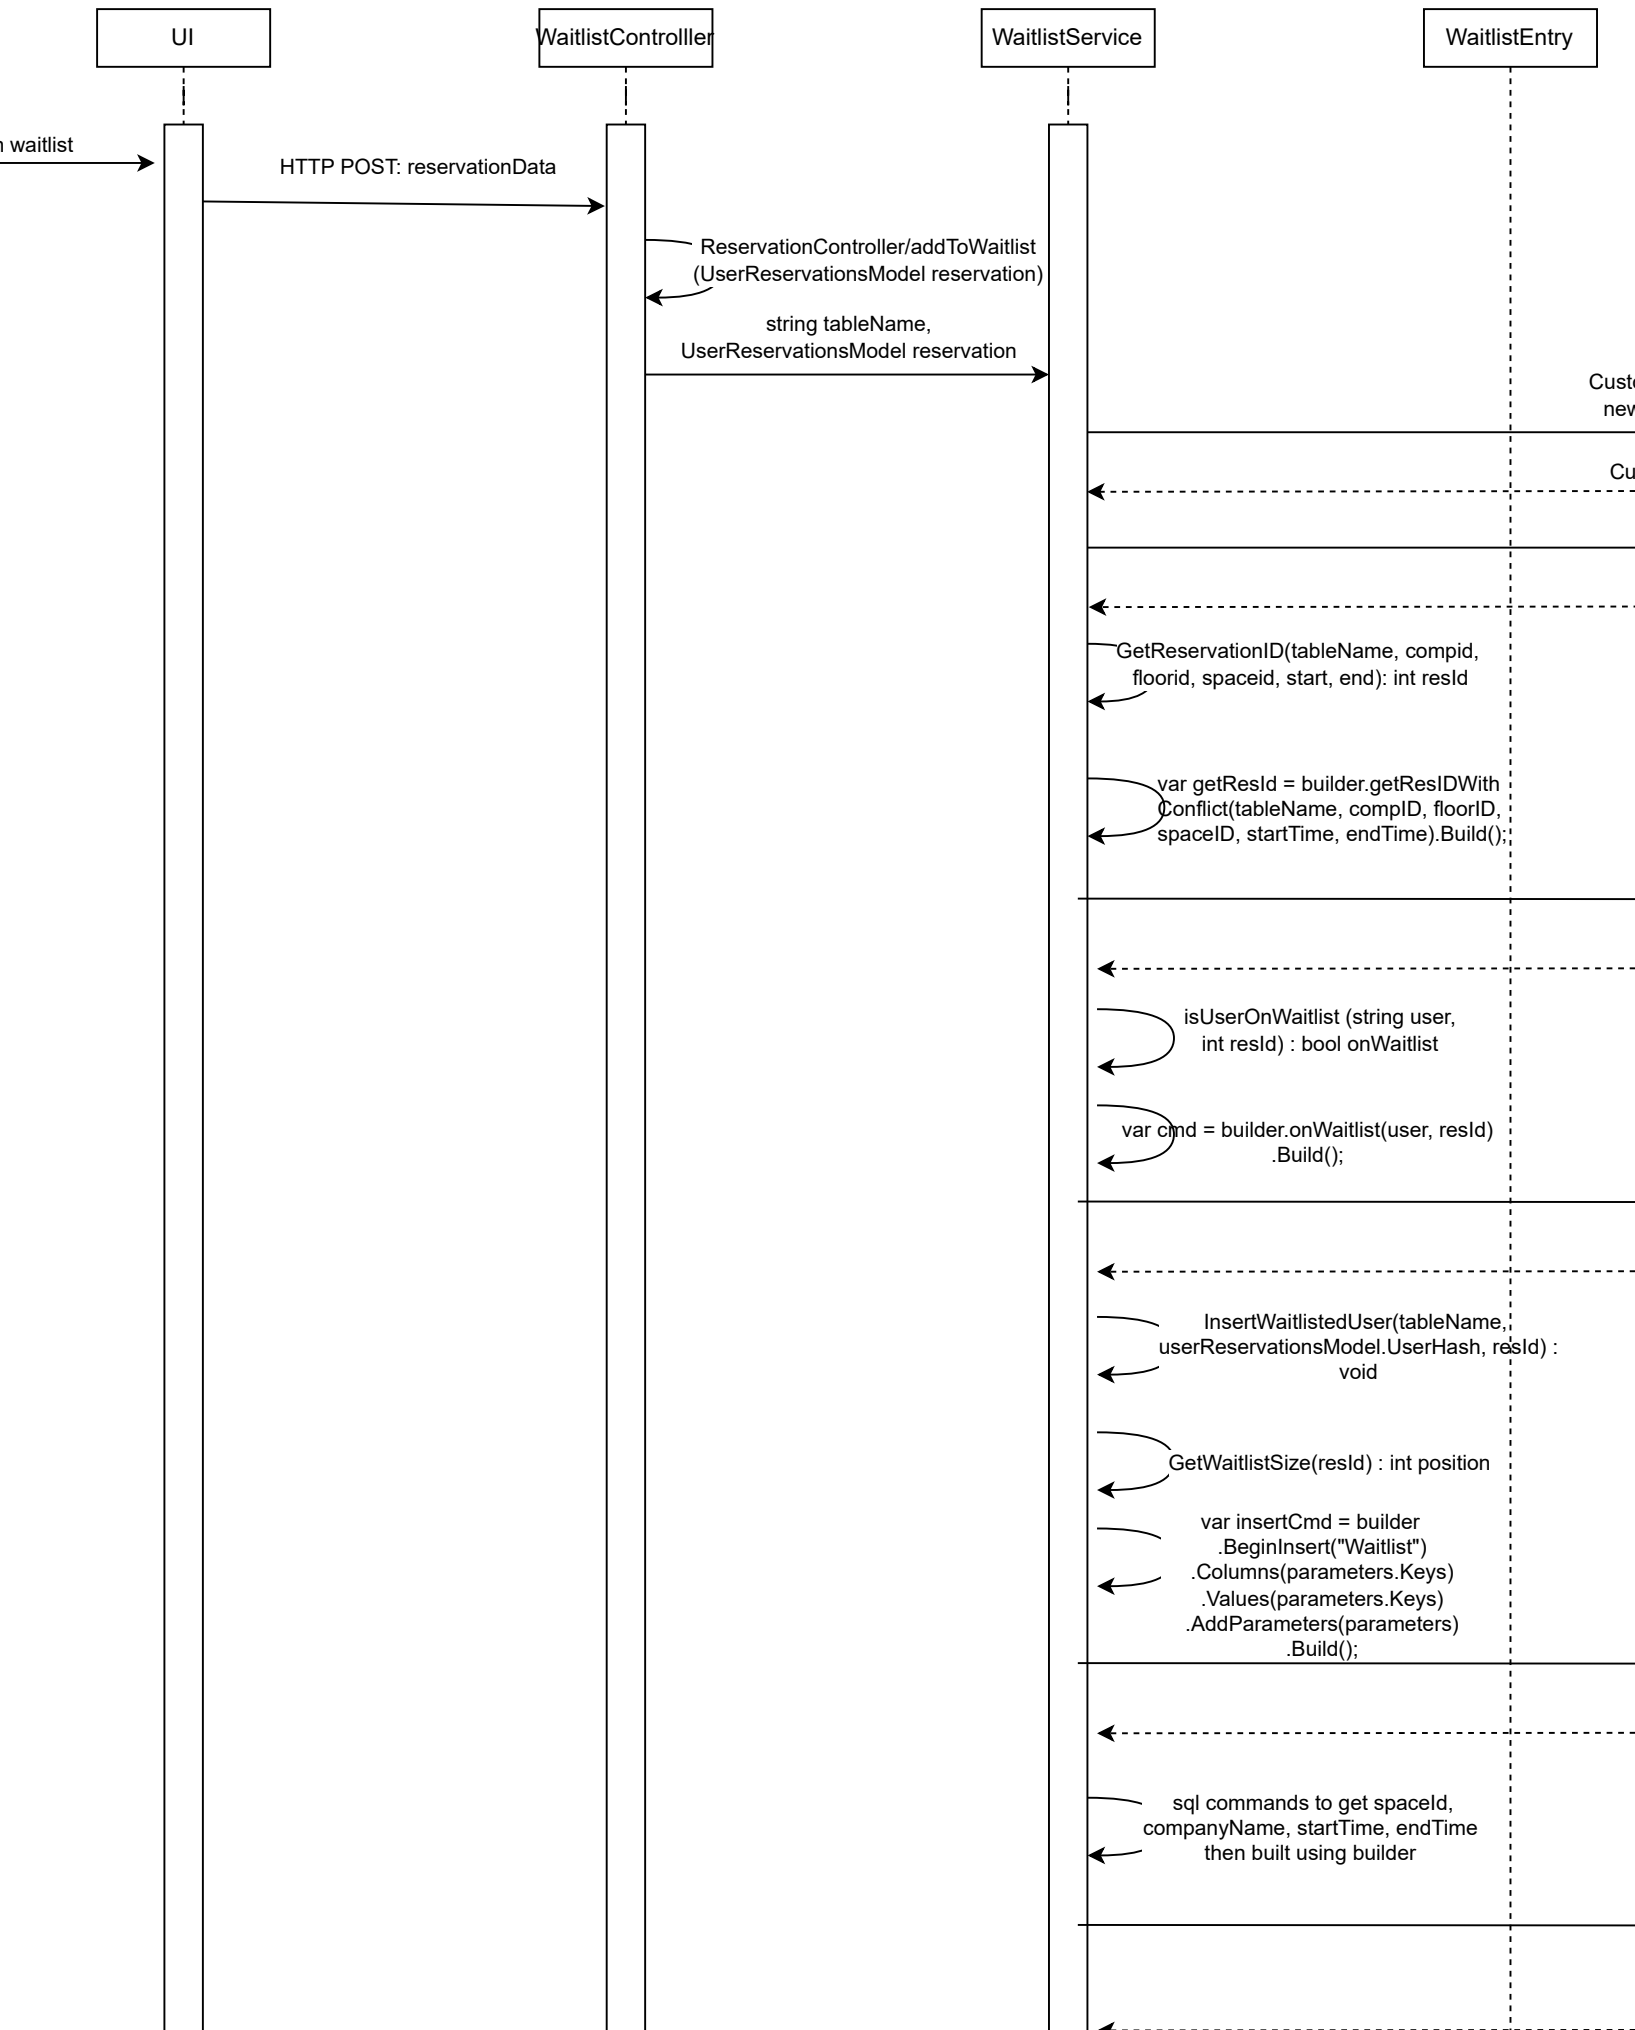 UI
WaitlistControlller
WaitlistService
WaitlistEntry
waitlist
HTTP POST: reservationData
ReservationController/addToWaitlist
(UserReservationsModel reservation)
string tableName,
UserReservationsModel reservation
GetReservationID(tableName, compid,
floorid, spaceid, start, end): int resId
var getResId = builder.getResIDWith
Conflict(tableName, compID, floorID,
spaceID, startTime, endTime).Build();
isUserOnWaitlist (string user,
int resId) : bool onWaitlist
var cmd = builder.onWaitlist(user, resId)
.Build();
InsertWaitlistedUser(tableName,
userReservationsModel.UserHash, resId) :
void
GetWaitlistSize(resId) : int position
var insertCmd = builder
.BeginInsert("Waitlist")
.Columns(parameters.Keys)
.Values(parameters.Keys)
.AddParameters(parameters)
.Build();
sql commands to get spaceId,
companyName, startTime, endTime
then built using builder